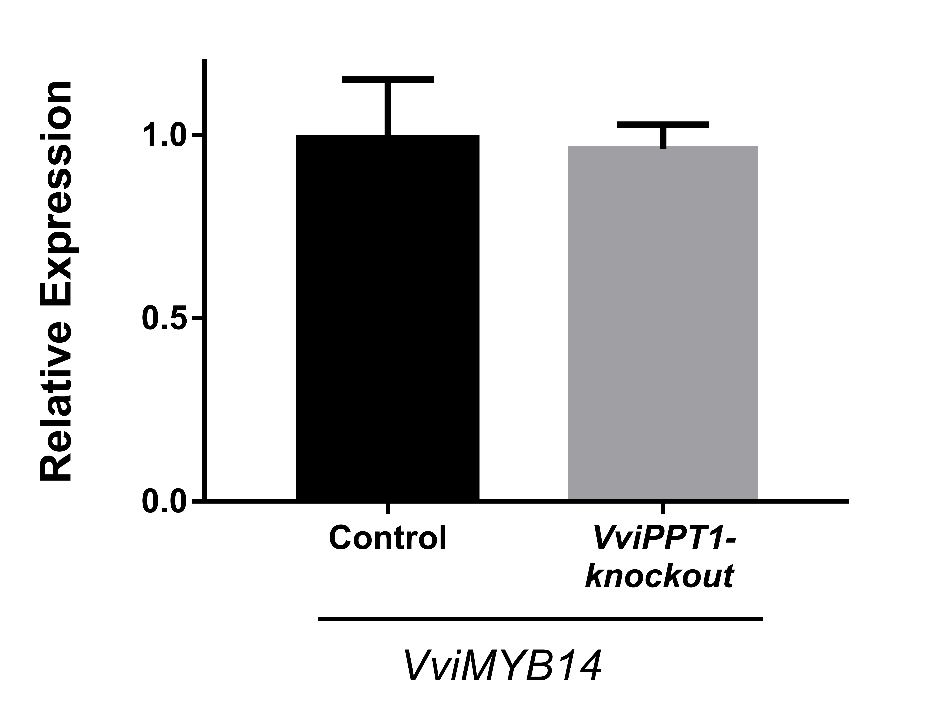 Relative Expression
1.0
0.5
0.0
Control
VviPPT1-
knockout
VviMYB14